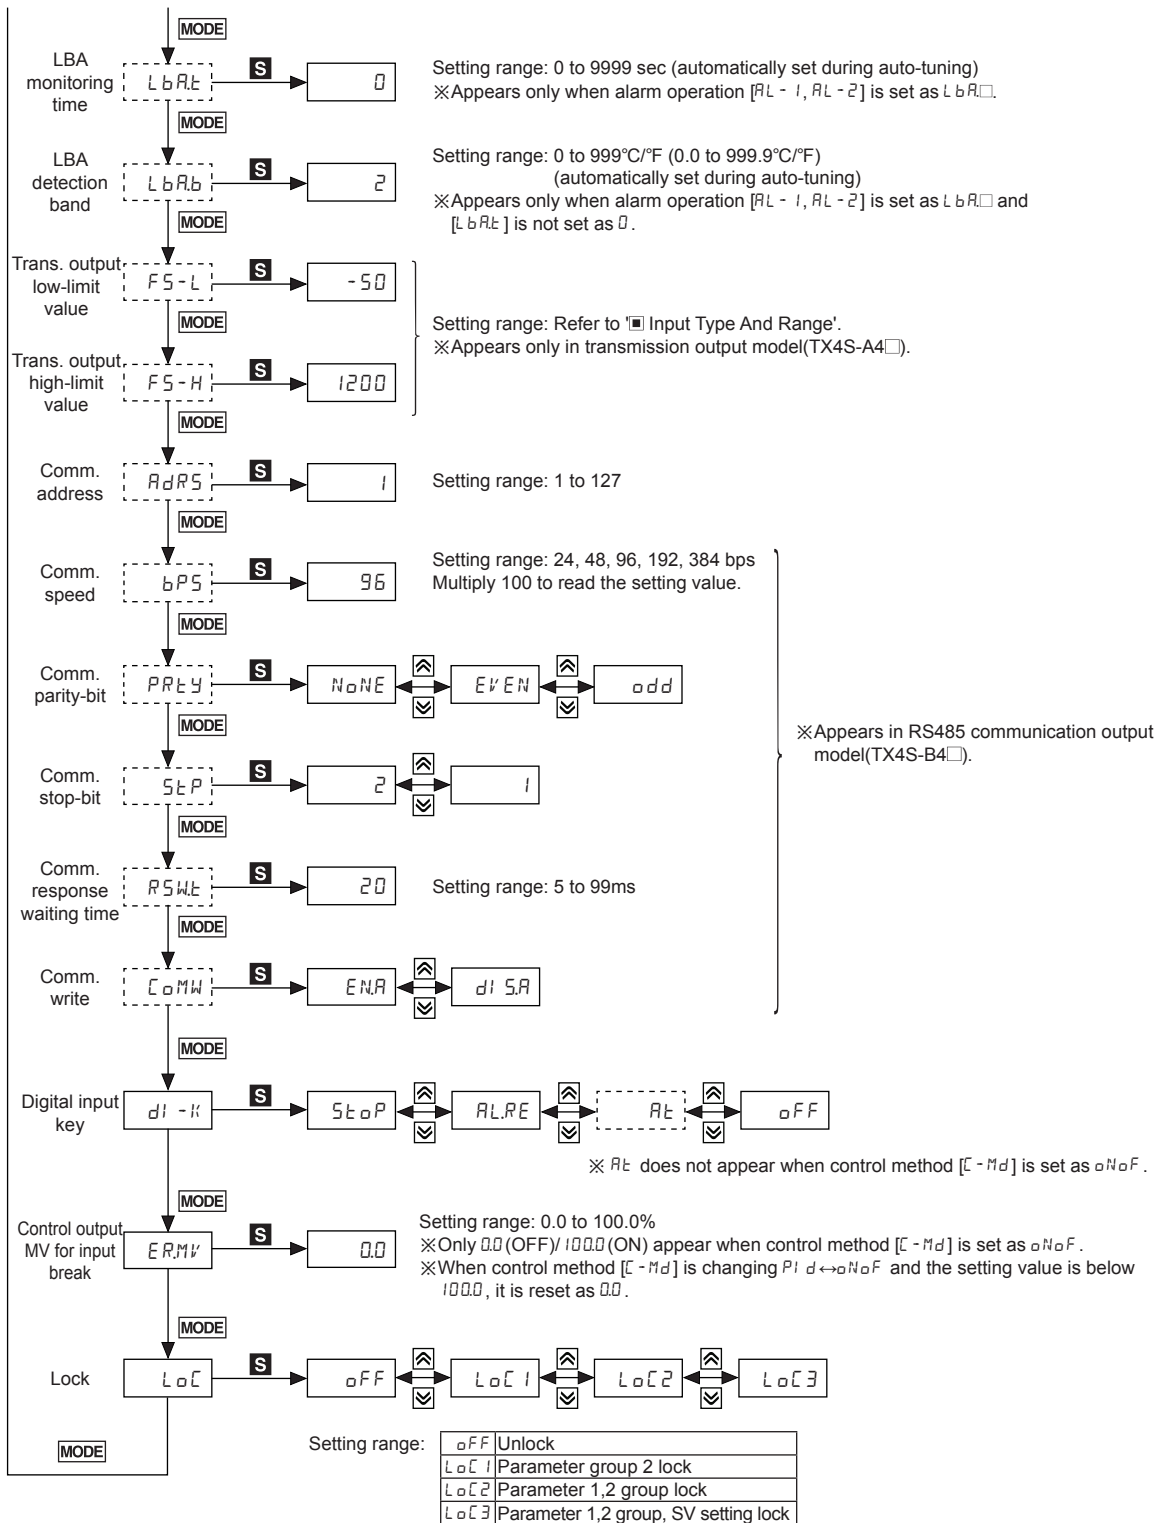 MODE
LBA
monitoring
time
LbA.t
S
0
Setting range: 0 to 9999 sec (automatically set during auto-tuning)
※Appears only when alarm operation [AL-1, AL-2] is set as LbA.□.
MODE
LBA
detection
band
LbA.b
S
2
Setting range: 0 to 999°C/°F (0.0 to 999.9°C/°F)
(automatically set during auto-tuning)
※Appears only when alarm operation [AL-1, AL-2] is set as LbA.□ and
[LbA.t] is not set as 0.
MODE
Trans. output
low-limit
value
FS-L
S
-50
MODE
Setting range: Refer to '▣ Input Type And Range'.
※Appears only in transmission output model(TX4S-A4□).
Trans. output
high-limit
value
FS-H
S
1200
MODE
Comm.
address
AdRS
S
1
Setting range: 1 to 127
MODE
Comm.
speed
bPS
S
96
Setting range: 24, 48, 96, 192, 384 bps
Multiply 100 to read the setting value.
MODE
Comm.
parity-bit
PRtY
S
NoNE
EVEN
odd
MODE
※Appears in RS485 communication output
model(TX4S-B4□).
Comm.
stop-bit
StP
S
2
1
MODE
Comm.
response
waiting time
RSW.t
S
20
Setting range: 5 to 99ms
MODE
Comm.
write
CoMW
S
EN.A
dIS.A
MODE
Digital input
key
dI-K
S
StoP
AL.RE
At
oFF
※ At does not appear when control method [C-Md] is set as oNoF.
MODE
Control output
MV for input
break
ER.MV
S
0.0
Setting range: 0.0 to 100.0%
※Only 0.0 (OFF)/ 100.0 (ON) appear when control method [C-Md] is set as oNoF.
※When control method [C-Md] is changing PId↔oNoF and the setting value is below
100.0, it is reset as 0.0.
MODE
Lock
LoC
S
oFF
LoC1
LoC2
LoC3
MODE
Setting range:
oFF Unlock
LoC1 Parameter group 2 lock
LoC2 Parameter 1,2 group lock
LoC3 Parameter 1,2 group, SV setting lock